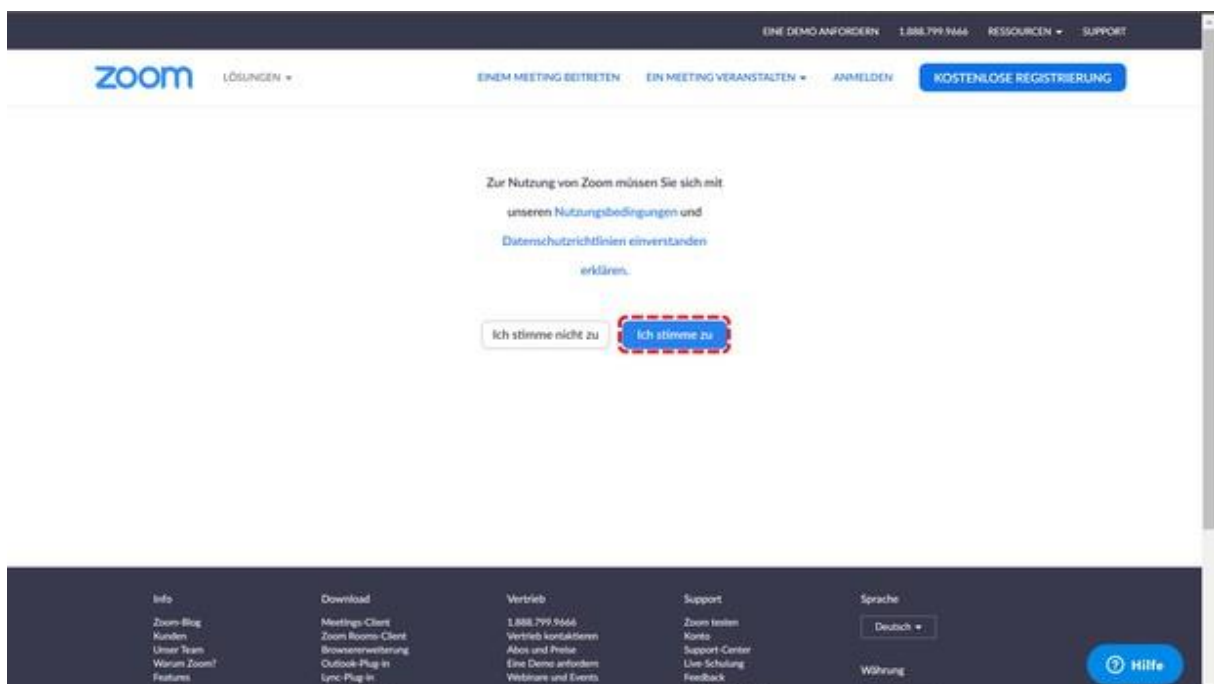 EINE DEMO ANFORDERN 1.888.799.9666 RESSOURCEN SUPPORT
zoom LÖSUNGEN EINEM MEETING BEITRETEN EIN MEETING VERANSTALTEN ANMELDEN KOSTENLOSE REGISTRIERUNG
Zur Nutzung von Zoom müssen Sie sich mit
unseren Nutzungsbedingungen und
Datenschutzrichtlinien einverstanden
erklären.
Ich stimme nicht zu Ich stimme zu
Info Download Vertrieb Support Sprache
Zoom-Blog Meetings-Client 1.888.799.9666 Zoom testen Deutsch
Kunden Zoom Rooms-Client Vertrieb kontaktieren Konto
Unser Team Browsererweiterung Abos und Preise Support-Center
Warum Zoom? Outlook-Plug-in Eine Demo anfordern Live-Schulung Währung
Features Lync-Plug-in Webinare und Events Feedback
Hilfe